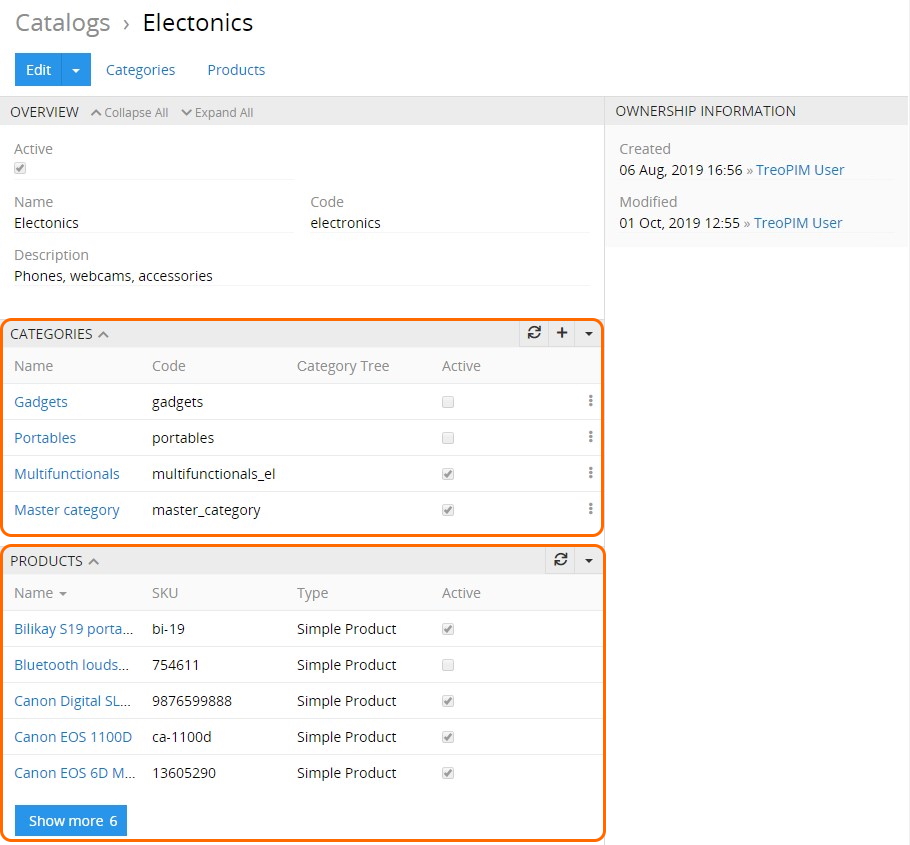 Catalogs › Electonics
Edit Categories Products
OVERVIEW Collapse All Expand All
Active
Name Code
Electonics electronics
Description
Phones, webcams, accessories
OWNERSHIP INFORMATION
Created
06 Aug, 2019 16:56 » TreoPIM User
Modified
01 Oct, 2019 12:55 » TreoPIM User
CATEGORIES
Name Code Category Tree Active
Gadgets gadgets
Portables portables
Multifunctionals multifunctionals_el
Master category master_category
PRODUCTS
Name SKU Type Active
Bilikay S19 porta... bi-19 Simple Product
Bluetooth louds... 754611 Simple Product
Canon Digital SL... 9876599888 Simple Product
Canon EOS 1100D ca-1100d Simple Product
Canon EOS 6D M... 13605290 Simple Product
Show more 6